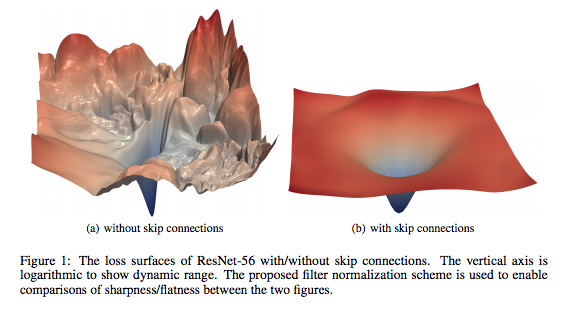 (a) without skip connections
(b) with skip connections
Figure 1: The loss surfaces of ResNet-56 with/without skip connections. The vertical axis is
logarithmic to show dynamic range. The proposed filter normalization scheme is used to enable
comparisons of sharpness/flatness between the two figures.